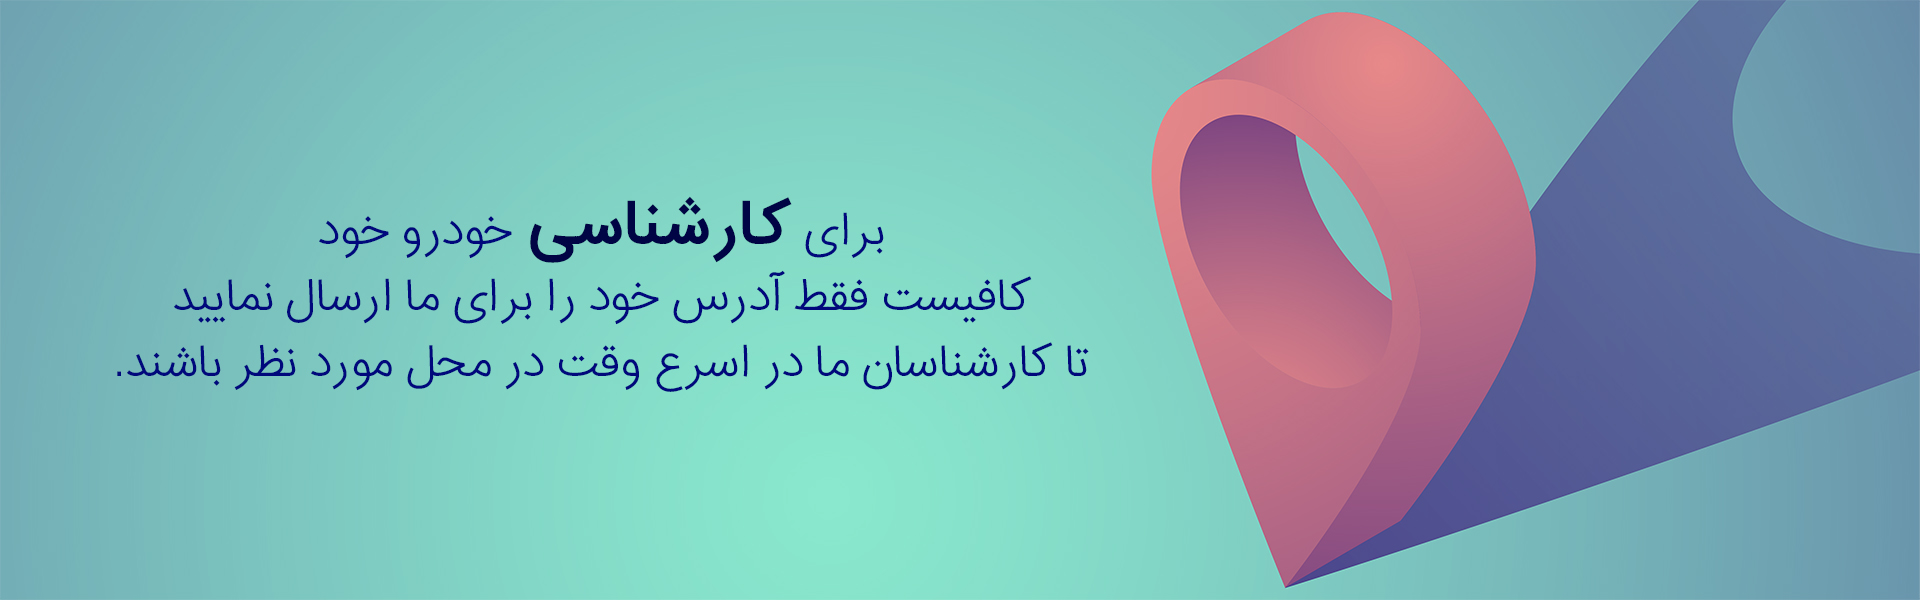 برای کارشناسی خودرو خود
کافیست فقط آدرس خود را برای ما ارسال نمایید
تا کارشناسان ما در اسرع وقت در محل مورد نظر باشند.